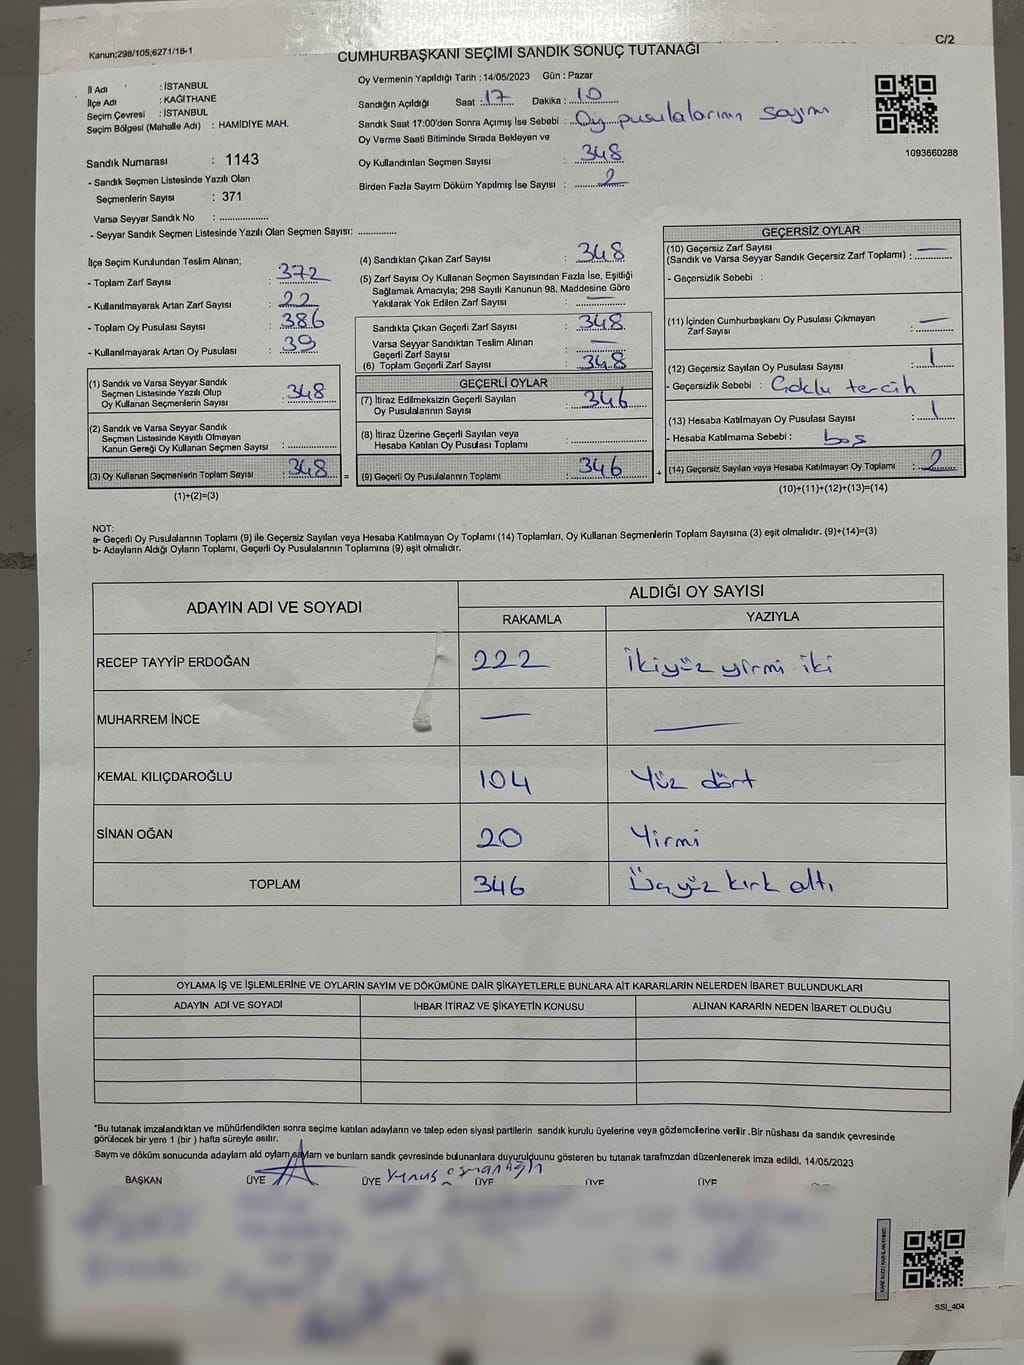 Kanun;298/105;6271/18-1
C/2
CUMHURBAŞKANI SEÇİMİ SANDIK SONUÇ TUTANAĞI
İl Adı : İSTANBUL
İlçe Adı : KAĞITHANE
Seçim Çevresi : İSTANBUL
Seçim Bölgesi (Mahalle Adı) : HAMİDİYE MAH.
Sandık Numarası : 1143
- Sandık Seçmen Listesinde Yazılı Olan
Seçmenlerin Sayısı : 371
Varsa Seyyar Sandık No : ....................
- Seyyar Sandık Seçmen Listesinde Yazılı Olan Seçmen Sayısı: ..............
Oy Vermenin Yapıldığı Tarih : 14/05/2023 Gün : Pazar
Sandığın Açıldığı Saat : 17 Dakika : 10
Sandık Saat 17:00'den Sonra Açımış İse Sebebi : Oy pusulalarının sayımı
Oy Verme Saati Bitiminde Sırada Bekleyen ve
Oy Kullandırılan Seçmen Sayısı : 348
Birden Fazla Sayım Döküm Yapılmış İse Sayısı : 2
1093660288
İlçe Seçim Kurulundan Teslim Alınan;
- Toplam Zarf Sayısı : 372
- Kullanılmayarak Artan Zarf Sayısı : 22
- Toplam Oy Pusulası Sayısı : 386
- Kullanılmayarak Artan Oy Pusulası : 39
(1) Sandık ve Varsa Seyyar Sandık
Seçmen Listesinde Yazılı Olup
Oy Kullanan Seçmenlerin Sayısı : 348
(2) Sandık ve Varsa Seyyar Sandık
Seçmen Listesinde Kayıtlı Olmayan
Kanun Gereği Oy Kullanan Seçmen Sayısı : ..............
(3) Oy Kullanan Seçmenlerin Toplam Sayısı : 348 =
(1)+(2)=(3)
(4) Sandıktan Çıkan Zarf Sayısı : 348
(5) Zarf Sayısı Oy Kullanan Seçmen Sayısından Fazla İse, Eşitliği
Sağlamak Amacıyla; 298 Sayılı Kanunun 98. Maddesine Göre
Yakılarak Yok Edilen Zarf Sayısı : —
Sandıkta Çıkan Geçerli Zarf Sayısı : 348
Varsa Seyyar Sandıktan Teslim Alınan
Geçerli Zarf Sayısı : —
(6) Toplam Geçerli Zarf Sayısı : 348
GEÇERLİ OYLAR
(7) İtiraz Edilmeksizin Geçerli Sayılan
Oy Pusulalarının Sayısı : 346
(8) İtiraz Üzerine Geçerli Sayılan veya
Hesaba Katılan Oy Pusulası Toplamı : ..............
(9) Geçerli Oy Pusulalarının Toplamı : 346 +
GEÇERSİZ OYLAR
(10) Geçersiz Zarf Sayısı
(Sandık ve Varsa Seyyar Sandık Geçersiz Zarf Toplamı) : —
- Geçersizlik Sebebi :
(11) İçinden Cumhurbaşkanı Oy Pusulası Çıkmayan
Zarf Sayısı : —
(12) Geçersiz Sayılan Oy Pusulası Sayısı : 1
- Geçersizlik Sebebi : Çoklu tercih
(13) Hesaba Katılmayan Oy Pusulası Sayısı : 1
- Hesaba Katılmama Sebebi : boş
(14) Geçersiz Sayılan veya Hesaba Katılmayan Oy Toplamı : 2
(10)+(11)+(12)+(13)=(14)
NOT:
a- Geçerli Oy Pusulalarının Toplamı (9) ile Geçersiz Sayılan veya Hesaba Katılmayan Oy Toplamı (14) Toplamları, Oy Kullanan Seçmenlerin Toplam Sayısına (3) eşit olmalıdır. (9)+(14)=(3)
b- Adayların Aldığı Oyların Toplamı, Geçerli Oy Pusulalarının Toplamına (9) eşit olmalıdır.
ADAYIN ADI VE SOYADI ALDIĞI OY SAYISI
RAKAMLA YAZIYLA
RECEP TAYYİP ERDOĞAN 222 İkiyüz yirmi iki
MUHARREM İNCE — —
KEMAL KILIÇDAROĞLU 104 Yüz dört
SİNAN OĞAN 20 Yirmi
TOPLAM 346 Üçyüz kırk altı
OYLAMA İŞ VE İŞLEMLERİNE VE OYLARIN SAYIM VE DÖKÜMÜNE DAİR ŞİKAYETLERLE BUNLARA AİT KARARLARIN NELERDEN İBARET BULUNDUKLARI
ADAYIN ADI VE SOYADI İHBAR İTİRAZ VE ŞİKAYETİN KONUSU ALINAN KARARIN NEDEN İBARET OLDUĞU
*Bu tutanak imzalandıktan ve mühürlendikten sonra seçime katılan adayların ve talep eden siyasi partilerin sandık kurulu üyelerine veya gözlemcilerine verilir .Bir nüshası da sandık çevresinde
görülecek bir yere 1 (bir ) hafta süreyle asılır.
Sayım ve döküm sonucunda adayların aldı oyların saylam ve bunların sandık çevresinde bulunanlara duyurulduunu gösteren bu tutanak tarafımzdan düzenlenerek imza edildi. 14/05/2023
BAŞKAN ÜYE ÜYE Yunus Osmanağlı ÜYE ÜYE ÜYE
SSI_404